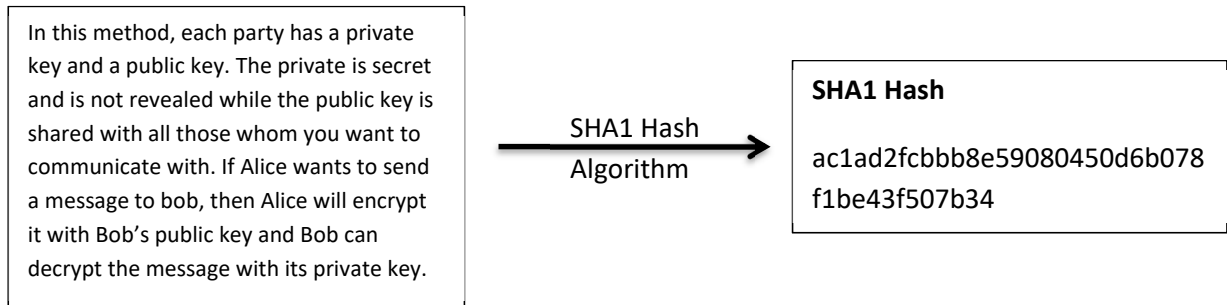 In this method, each party has a private
key and a public key. The private is secret
and is not revealed while the public key is
shared with all those whom you want to
communicate with. If Alice wants to send
a message to bob, then Alice will encrypt
it with Bob’s public key and Bob can
decrypt the message with its private key.
SHA1 Hash
Algorithm
SHA1 Hash
ac1ad2fcbbb8e59080450d6b078
f1be43f507b34